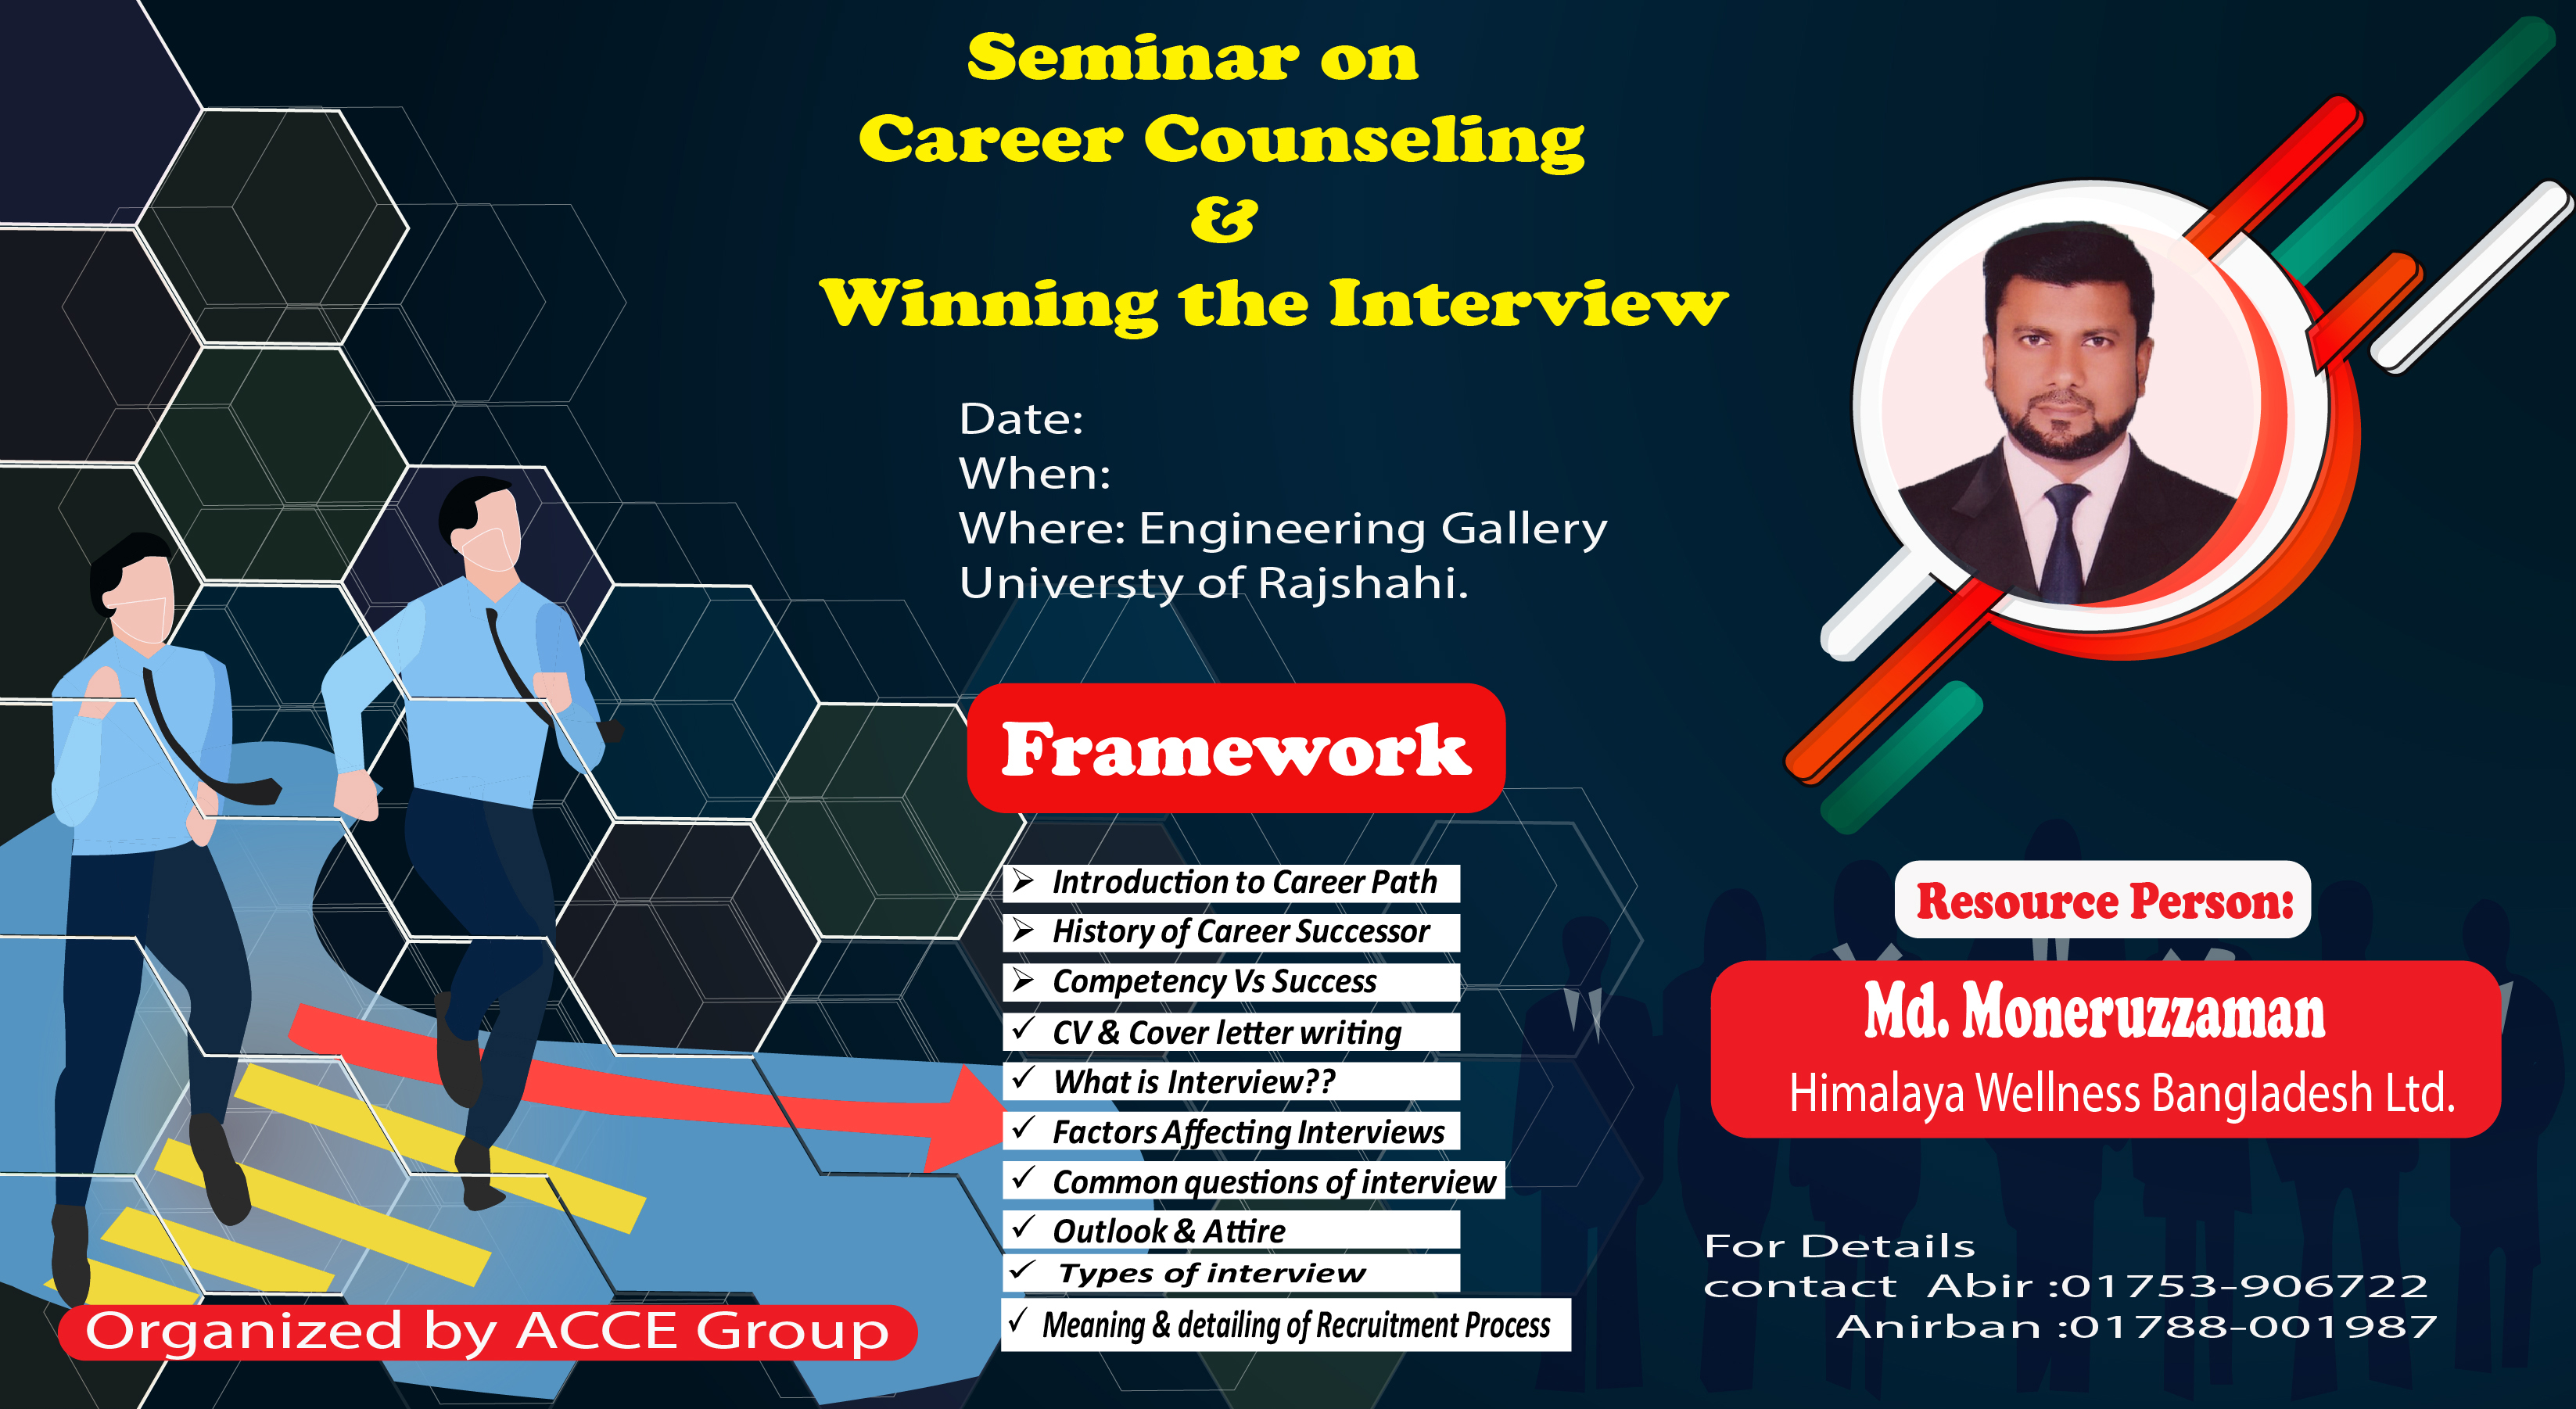 Seminar on
Career Counseling
&
Winning the Interview
Date:
When:
Where: Engineering Gallery
Universty of Rajshahi.
Framework
➢ Introduction to Career Path
➢ History of Career Successor
➢ Competency Vs Success
✓ CV & Cover letter writing
✓ What is Interview??
✓ Factors Affecting Interviews
✓ Common questions of interview
✓ Outlook & Attire
✓ Types of interview
✓ Meaning & detailing of Recruitment Process
Organized by ACCE Group
Resource Person:
Md. Moneruzzaman
Himalaya Wellness Bangladesh Ltd.
For Details
contact Abir :01753-906722
Anirban :01788-001987